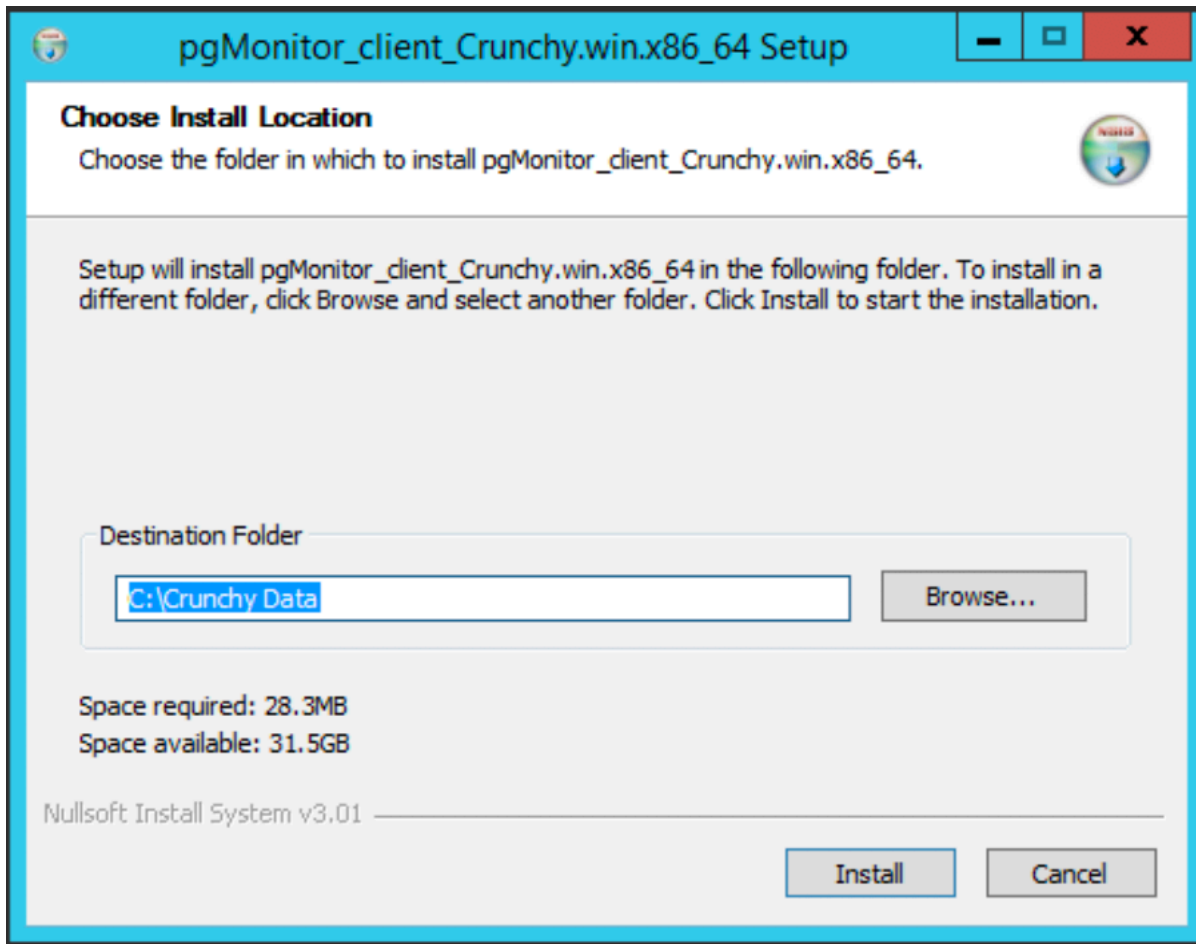 pgMonitor_client_Crunchy.win.x86_64 Setup
Choose Install Location
Choose the folder in which to install pgMonitor_client_Crunchy.win.x86_64.
Setup will install pgMonitor_client_Crunchy.win.x86_64 in the following folder. To install in a
different folder, click Browse and select another folder. Click Install to start the installation.
Destination Folder
C:\Crunchy Data
Browse...
Space required: 28.3MB
Space available: 31.5GB
Nullsoft Install System v3.01
Install
Cancel